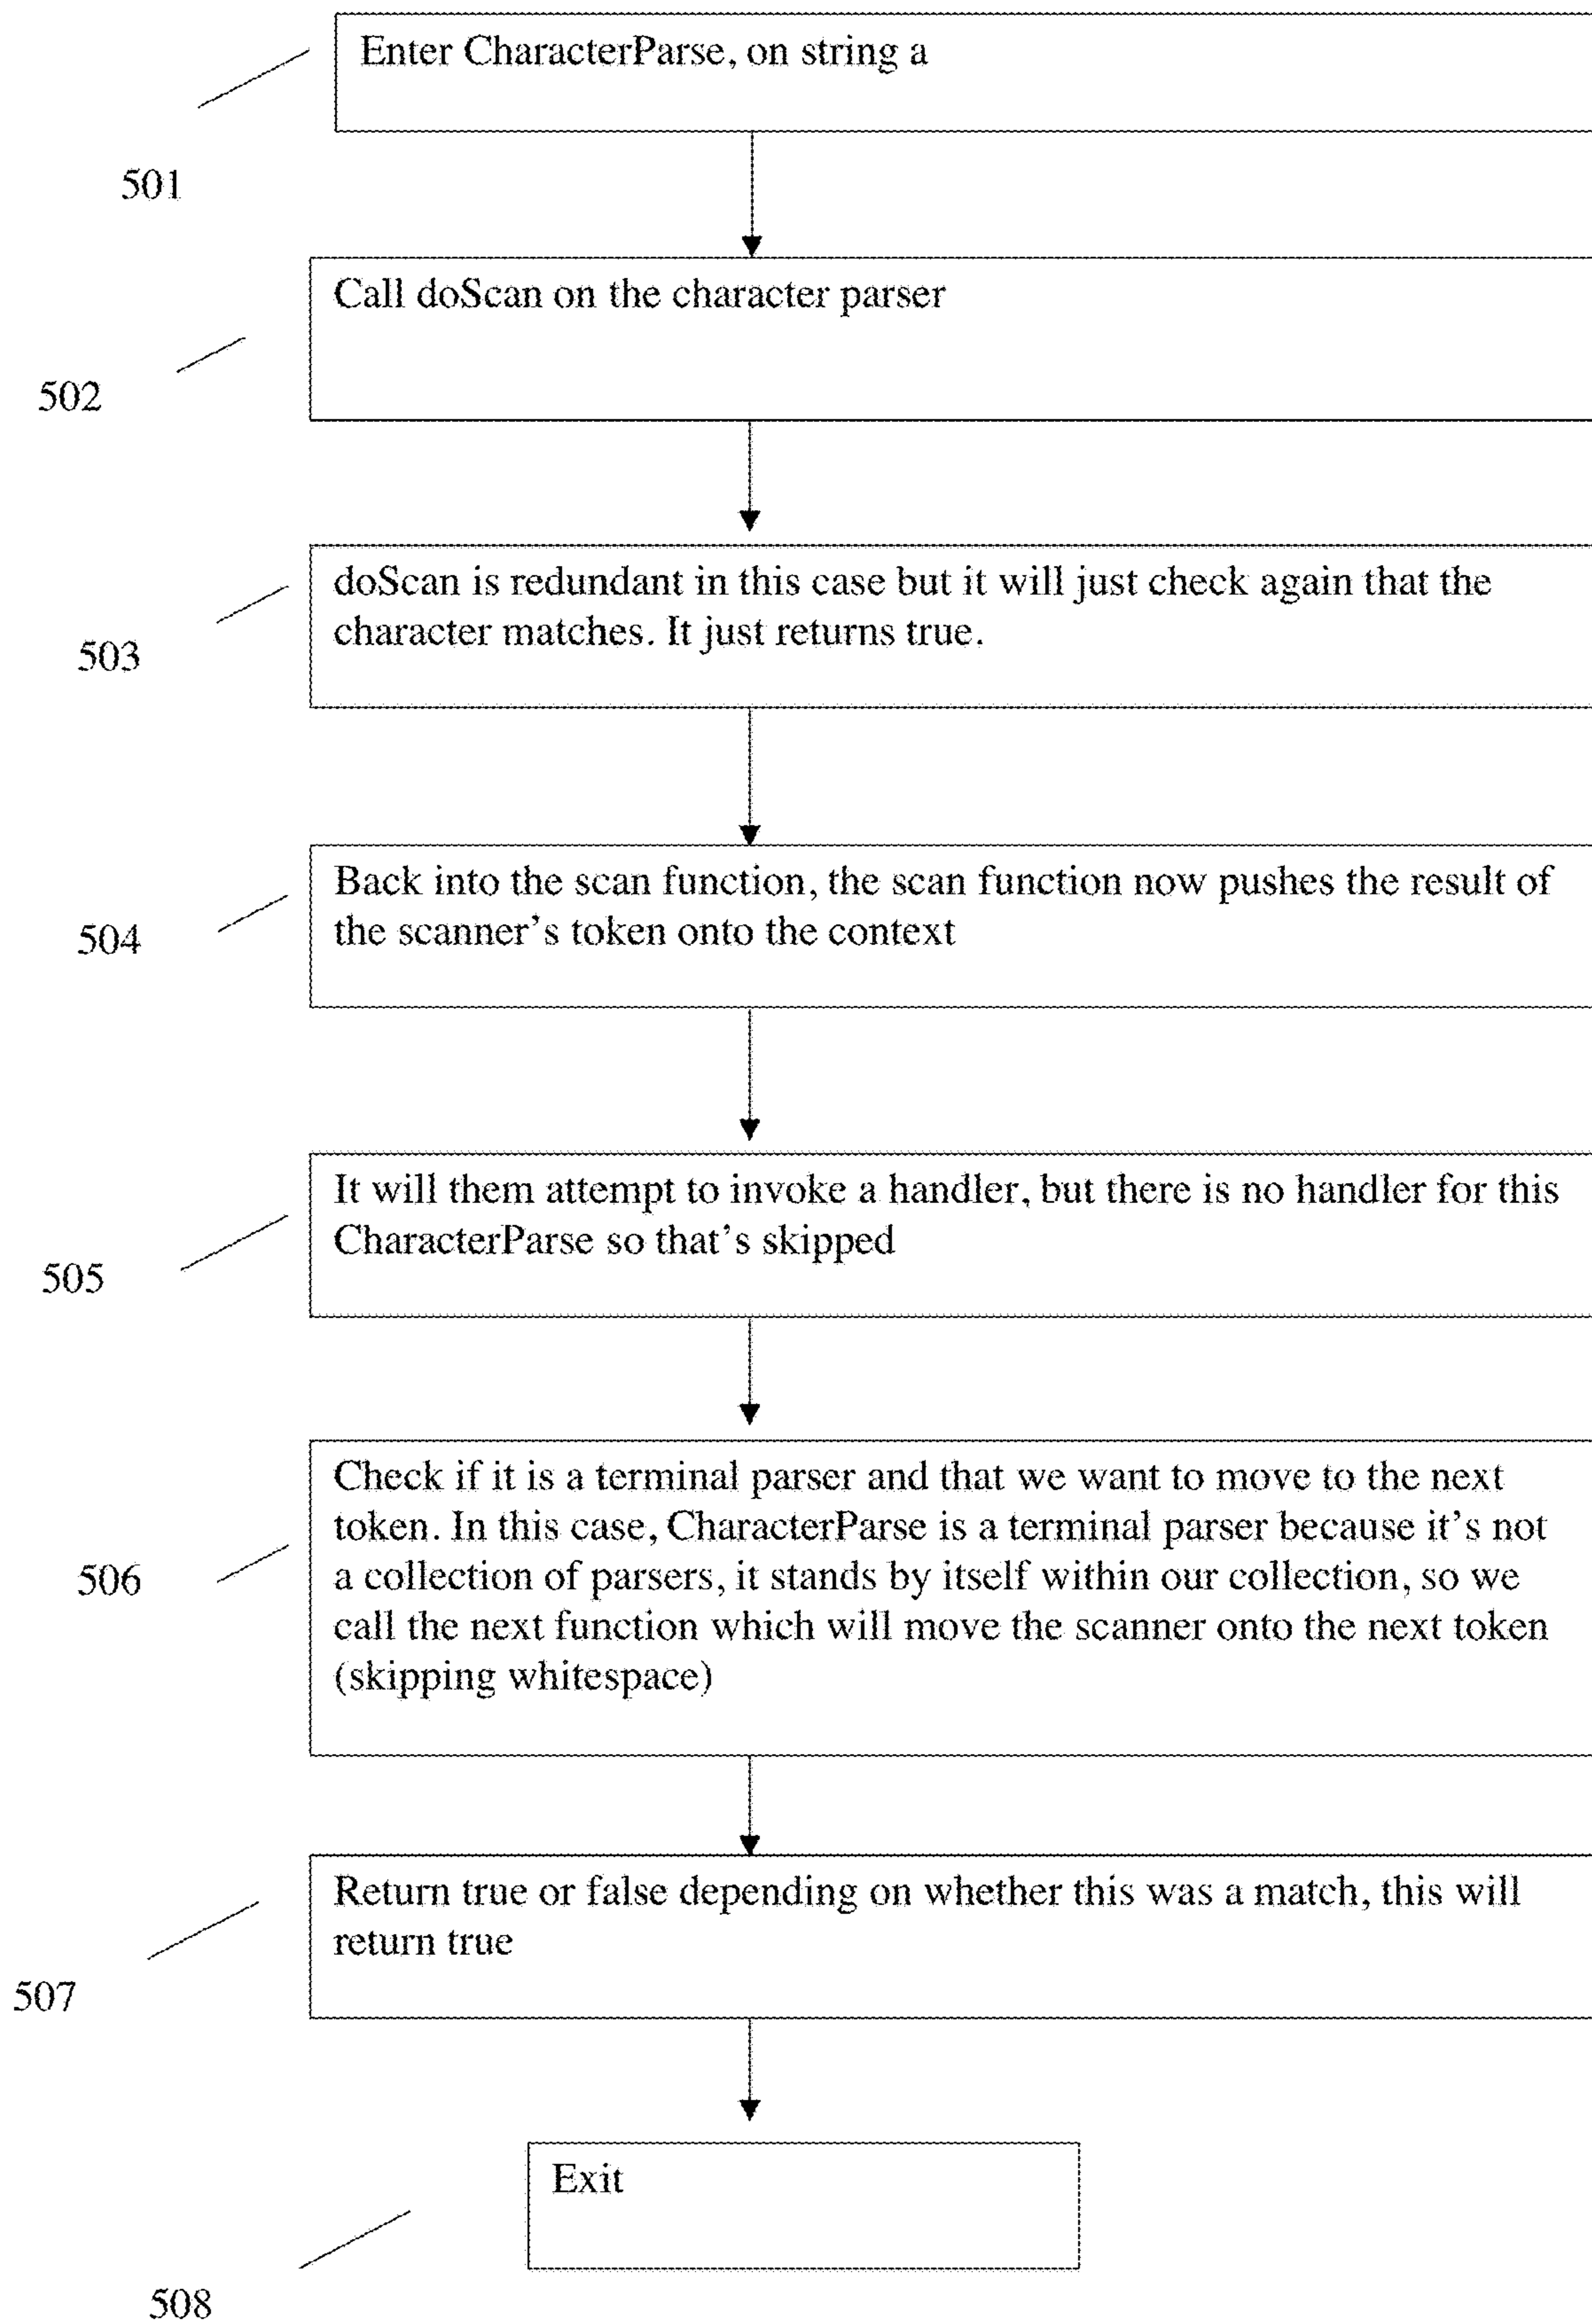 Enter CharacterParse, on string a
501
Call doScan on the character parser
502
doScan is redundant in this case but it will just check again that the
character matches. It just returns true.
503
Back into the scan function, the scan function now pushes the result of
the scanner's token onto the context
504
It will them attempt to invoke a handler, but there is no handler for this
CharacterParse so that's skipped
505
Check if it is a terminal parser and that we want to move to the next
token. In this case, CharacterParse is a terminal parser because it's not
a collection of parsers, it stands by itself within our collection, so we
call the next function which will move the scanner onto the next token
(skipping whitespace)
506
Return true or false depending on whether this was a match, this will
return true
507
Exit
508